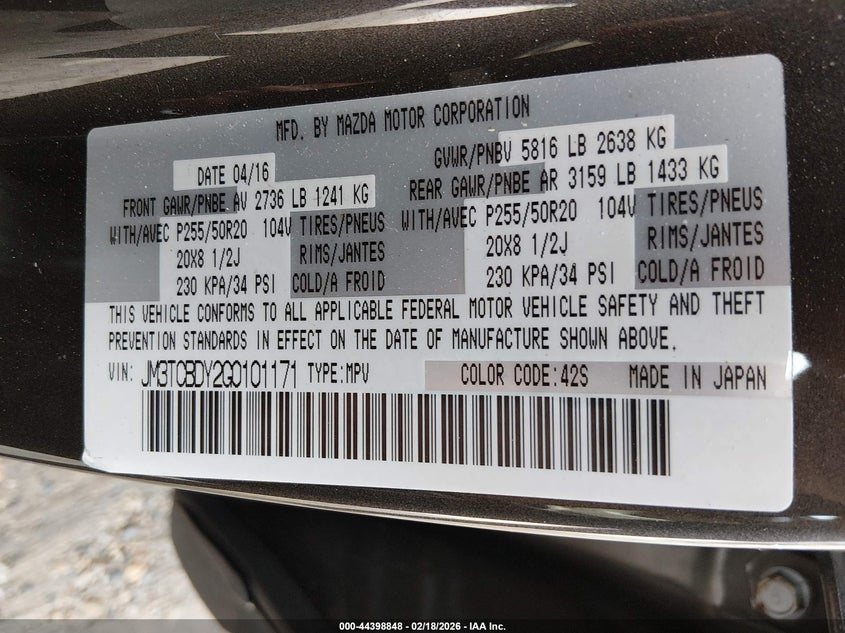 MFD. BY MAZDA MOTOR CORPORATION
DATE 04/16
GVWR/PNBV 5816 LB 2638 KG
FRONT GAWR/PNBE AV 2736 LB 1241 KG
REAR GAWR/PNBE AR 3159 LB 1433 KG
WITH/AVEC P255/50R20 104V TIRES/PNEUS
WITH/AVEC P255/50R20 104V TIRES/PNEUS
20X8 1/2J RIMS/JANTES
20X8 1/2J RIMS/JANTES
230 KPA/34 PSI COLD/A FROID
230 KPA/34 PSI COLD/A FROID
THIS VEHICLE CONFORMS TO ALL APPLICABLE FEDERAL MOTOR VEHICLE SAFETY AND THEFT
PREVENTION STANDARDS IN EFFECT ON THE DATE OF MANUFACTURE SHOWN ABOVE.
VIN: JM3TCBDY2G0101171 TYPE:MPV COLOR CODE:42S MADE IN JAPAN
000-44398848 - 02/18/2026 - IAA Inc.